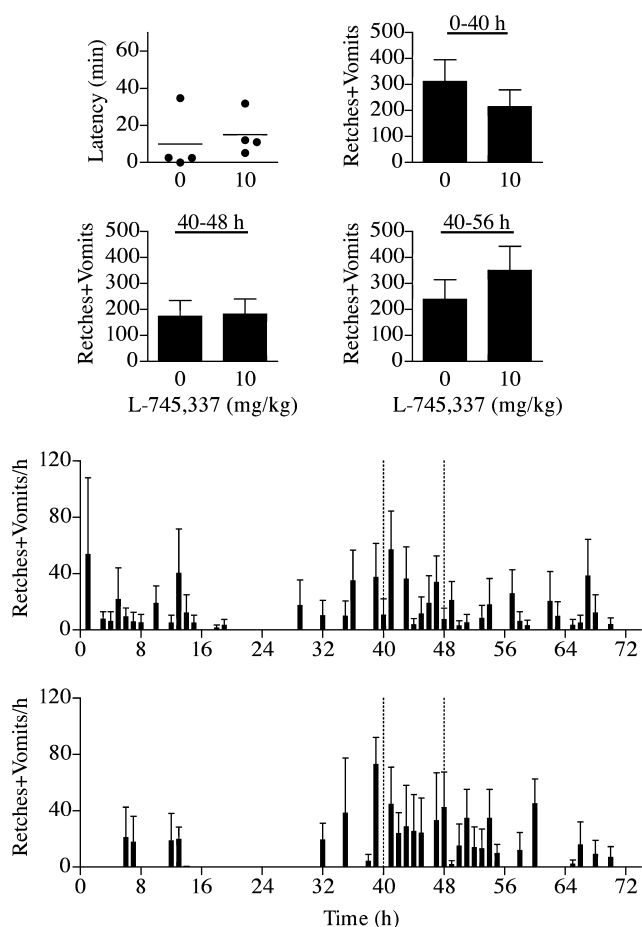 Latency (min)
60
40
20
0
0 10
0-40 h
Retches+Vomits
500
400
300
200
100
0
0 10
40-48 h
Retches+Vomits
500
400
300
200
100
0
0 10
L-745,337 (mg/kg)
40-56 h
Retches+Vomits
500
400
300
200
100
0
0 10
L-745,337 (mg/kg)
Retches+Vomits/h
120
80
40
0
0 8 16 24 32 40 48 56 64 72
Retches+Vomits/h
120
80
40
0
0 8 16 24 32 40 48 56 64 72
Time (h)